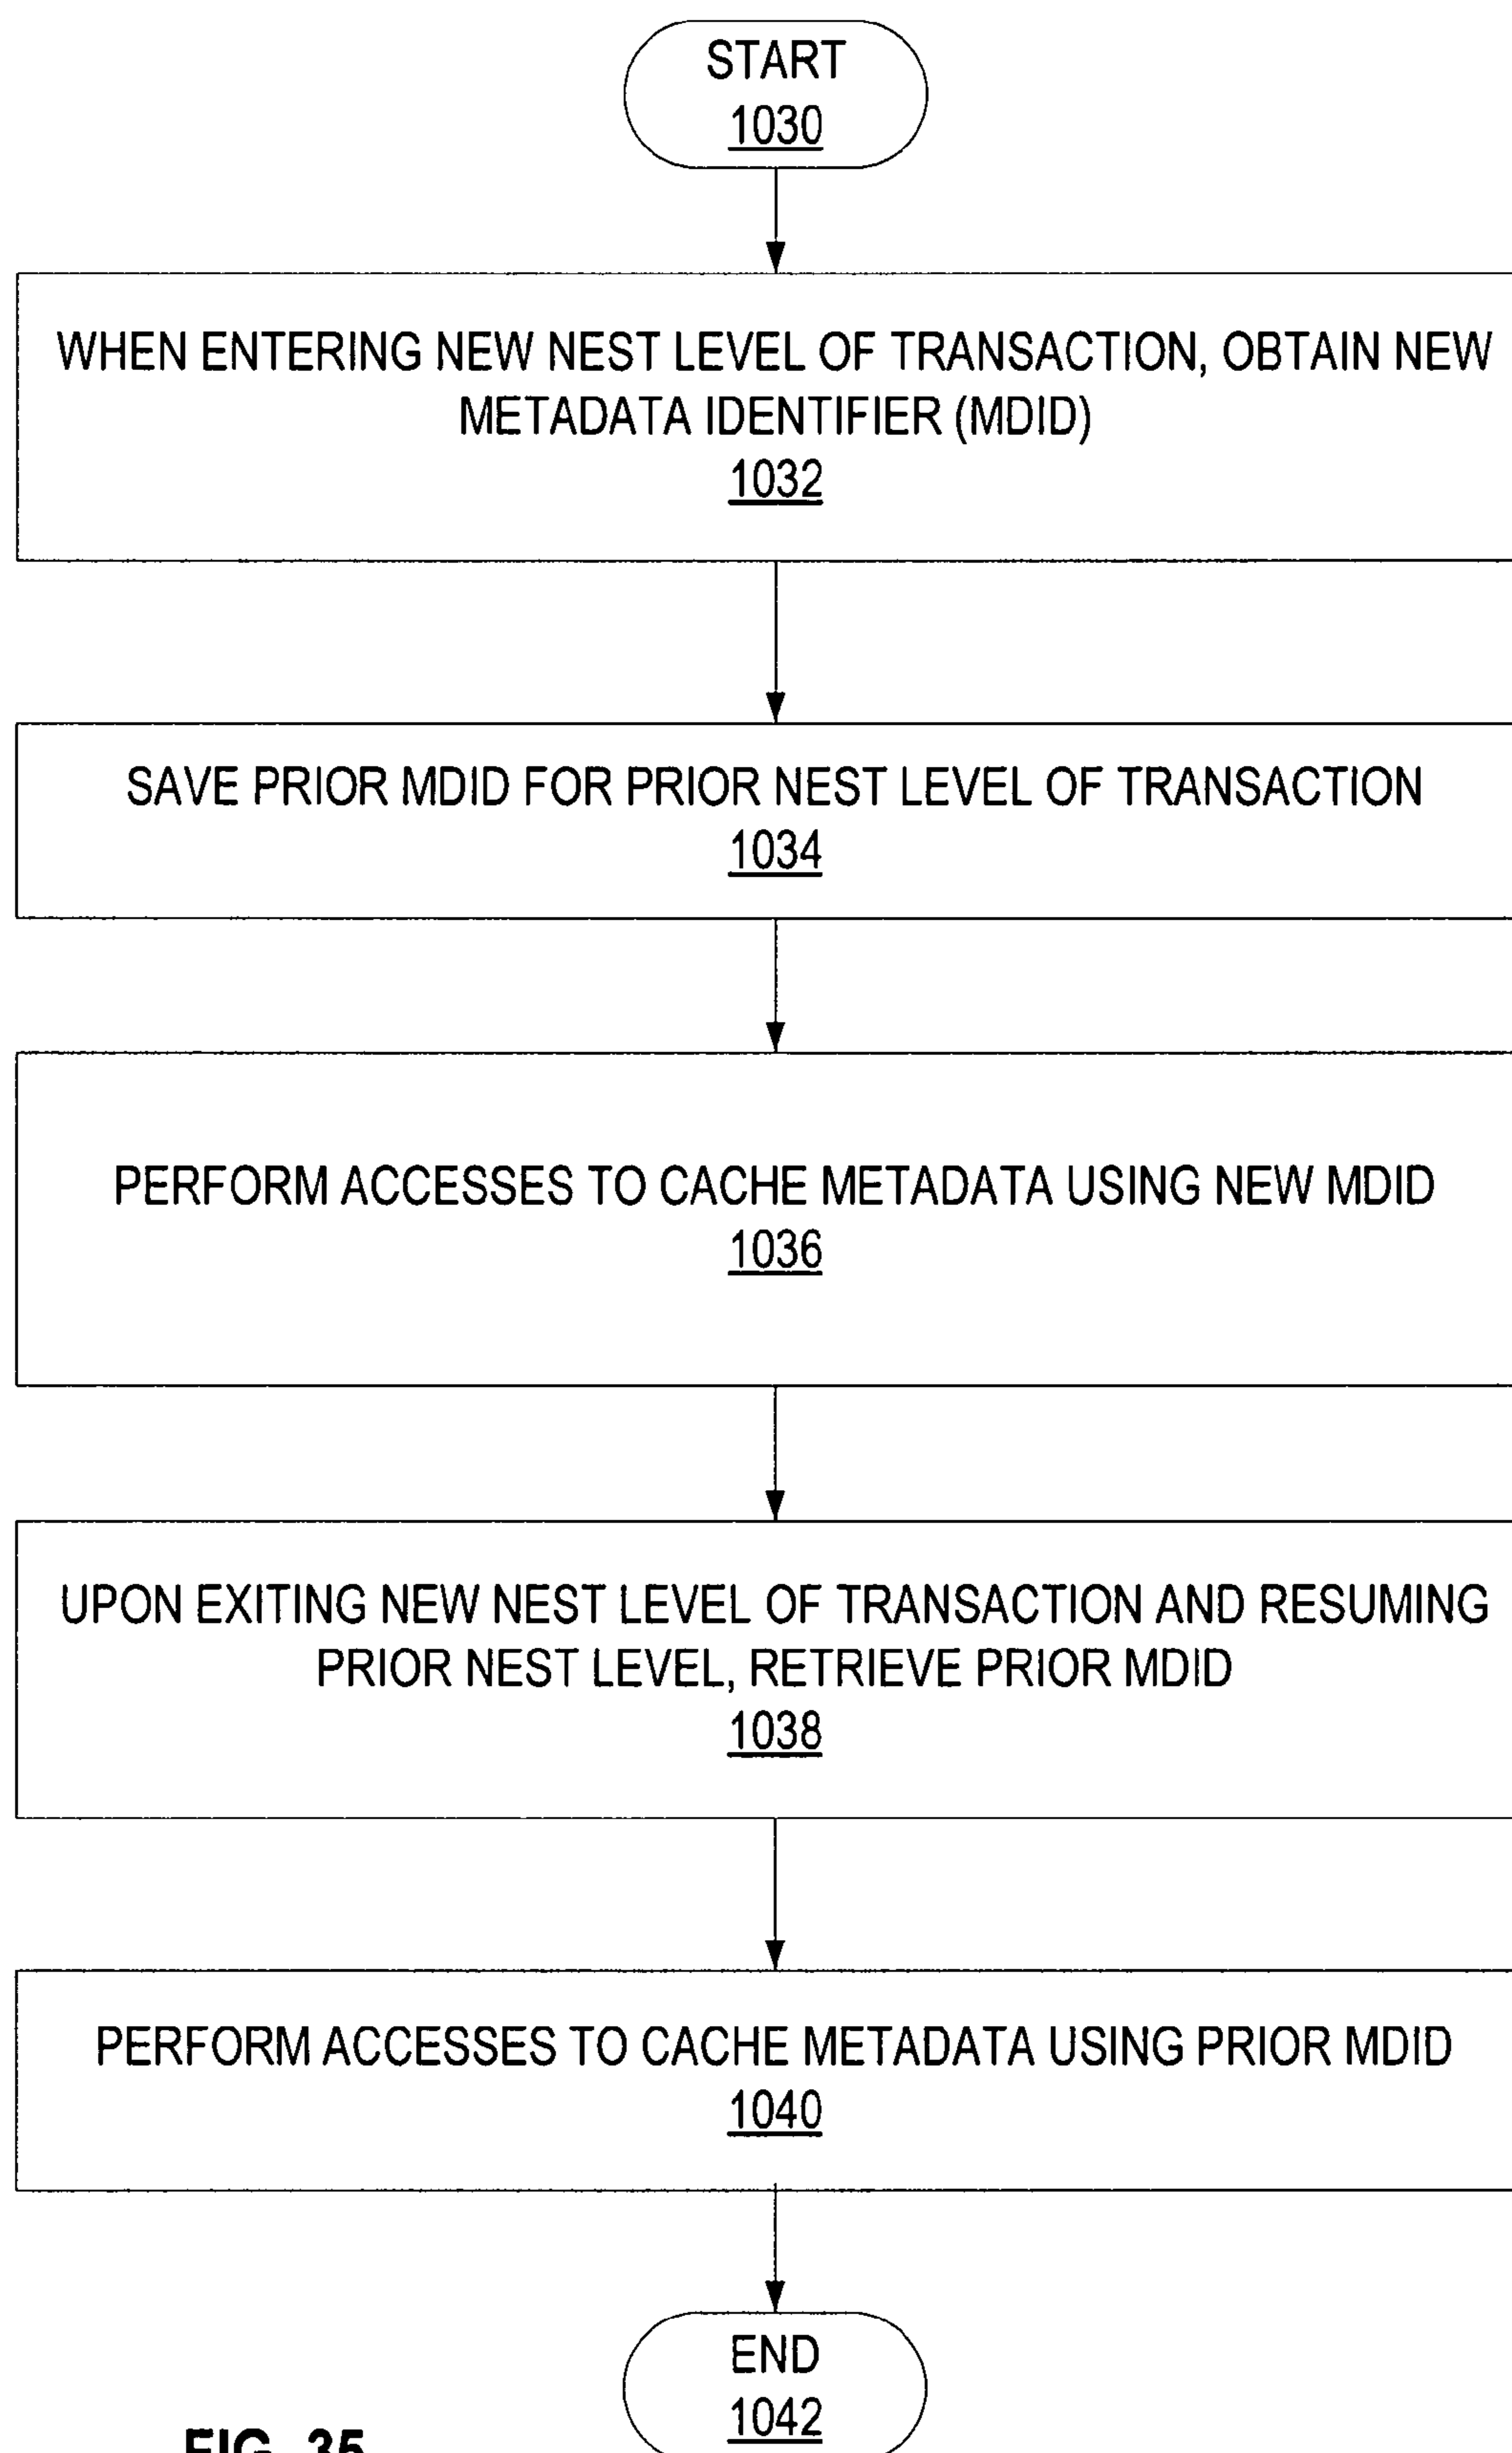 START
1030
WHEN ENTERING NEW NEST LEVEL OF TRANSACTION, OBTAIN NEW
METADATA IDENTIFIER (MDID)
1032
SAVE PRIOR MDID FOR PRIOR NEST LEVEL OF TRANSACTION
1034
PERFORM ACCESSES TO CACHE METADATA USING NEW MDID
1036
UPON EXITING NEW NEST LEVEL OF TRANSACTION AND RESUMING
PRIOR NEST LEVEL, RETRIEVE PRIOR MDID
1038
PERFORM ACCESSES TO CACHE METADATA USING PRIOR MDID
1040
END
1042
FIG. 35